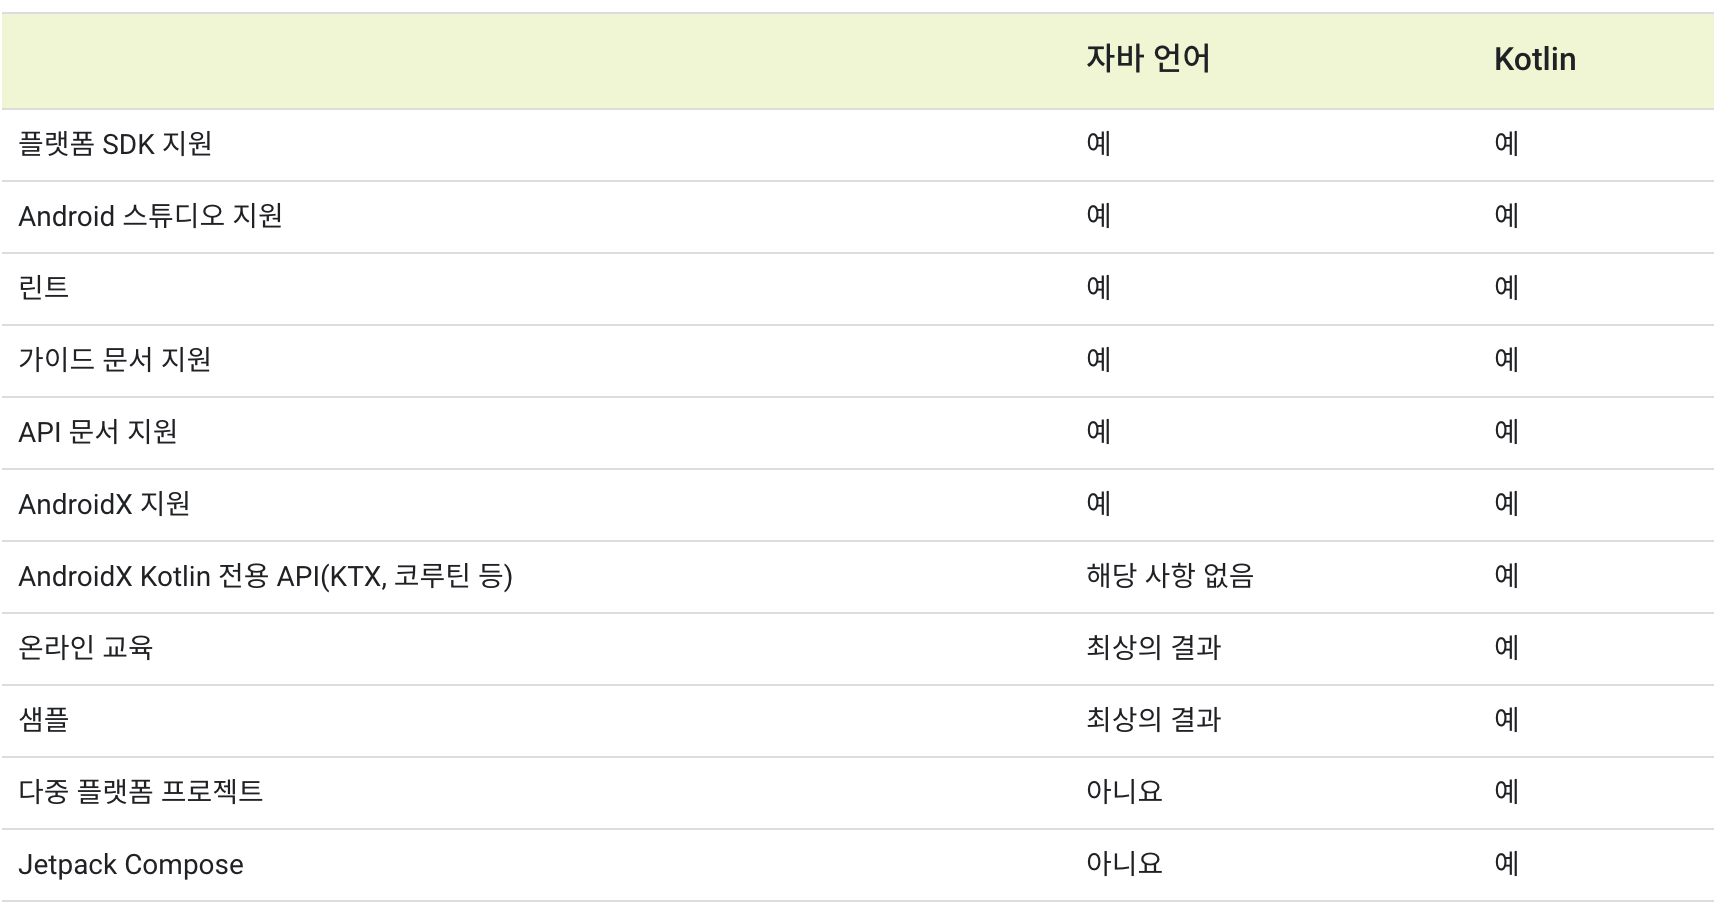 자바 언어 Kotlin
플랫폼 SDK 지원 예 예
Android 스튜디오 지원 예 예
린트 예 예
가이드 문서 지원 예 예
API 문서 지원 예 예
AndroidX 지원 예 예
AndroidX Kotlin 전용 API(KTX, 코루틴 등) 해당 사항 없음 예
온라인 교육 최상의 결과 예
샘플 최상의 결과 예
다중 플랫폼 프로젝트 아니요 예
Jetpack Compose 아니요 예